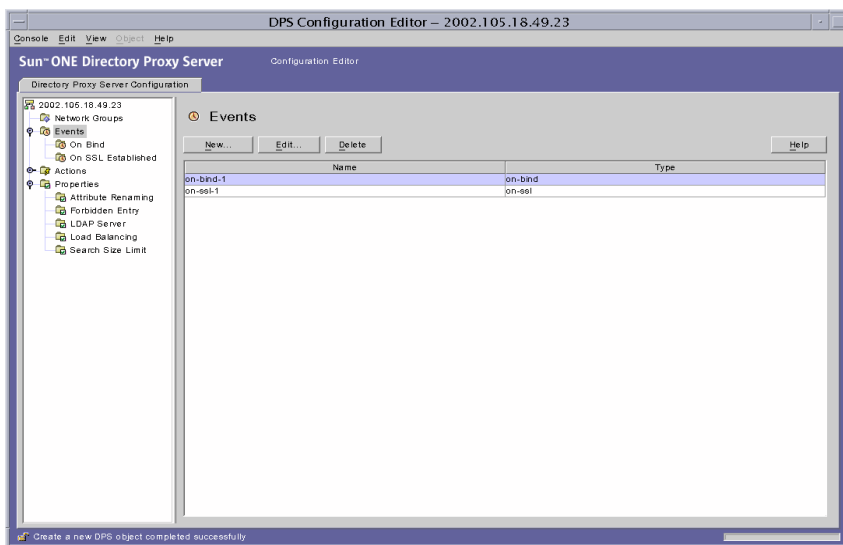 DPS Configuration Editor – 2002.105.18.49.23
Console Edit View Object Help
Sun™ ONE Directory Proxy Server Configuration Editor
Directory Proxy Server Configuration
2002.105.18.49.23
Network Groups
Events
On Bind
On SSL Established
Actions
Properties
Attribute Renaming
Forbidden Entry
LDAP Server
Load Balancing
Search Size Limit
Events
New... Edit... Delete Help
Name Type
on-bind-1 on-bind
on-ssl-1 on-ssl
Create a new DPS object completed successfully